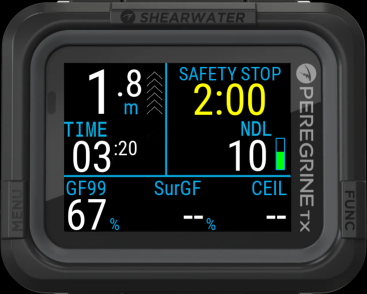 SHEARWATER
1.8 SAFETY STOP
m 2:00
TIME NDL
03:20 10
GF99 SurGF CEIL
67% --% --
PEREGRINE TX
MENU
FUNC